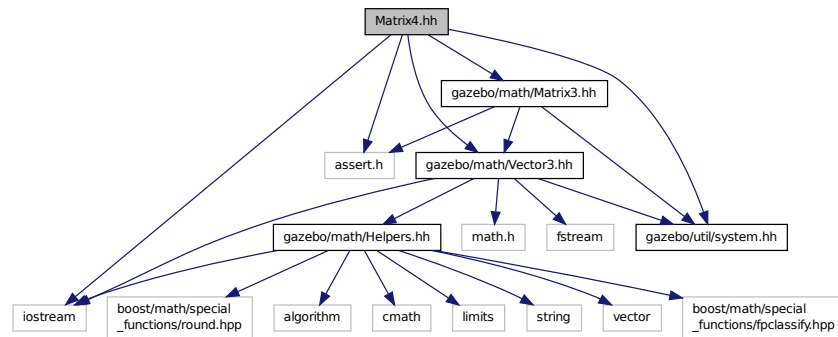 Matrix4.hh
gazebo/math/Matrix3.hh
assert.h
gazebo/math/Vector3.hh
gazebo/math/Helpers.hh
math.h
fstream
gazebo/util/system.hh
iostream
boost/math/special
_functions/round.hpp
algorithm
cmath
limits
string
vector
boost/math/special
_functions/fpclassify.hpp